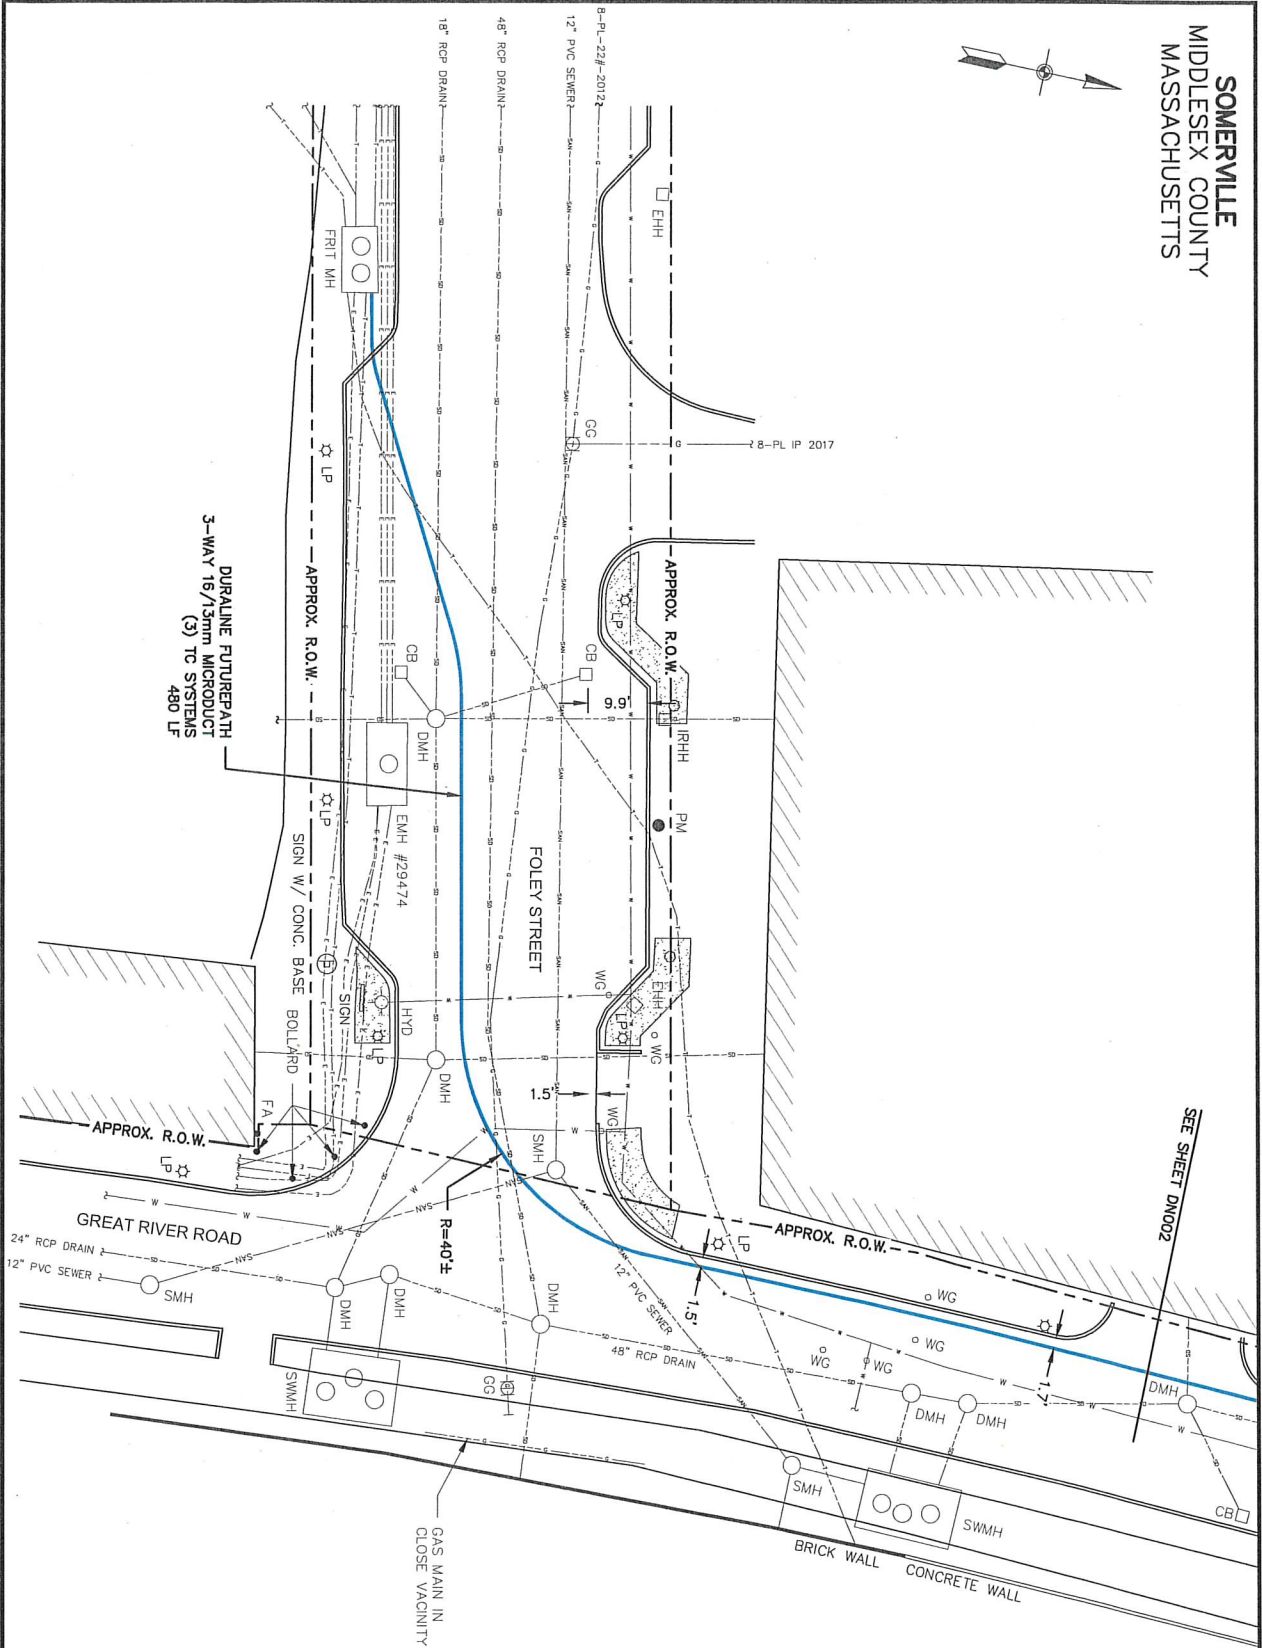 SOMERVILLE
MIDDLESEX COUNTY
MASSACHUSETTS
18" RCP DRAIN
48" RCP DRAIN
12" PVC SEWER
8-PL-22#-2012
EHH
FRIT MH
GG
8-PL IP 2017
LP
APPROX. R.O.W.
APPROX. R.O.W.
LP
CB
CB
9.9'
IRHH
DMH
DURALINE FUTUREPATH
3-WAY 16/13mm MICRODUCT
(3) TC SYSTEMS
480 LF
EMH #29474
LP
PM
FOLEY STREET
SIGN W/ CONC. BASE
SIGN
HYD
LP
WG
EHH
LP
WG
BOLLARD
FA
DMH
1.5'
WG
SMH
SEE SHEET DN002
APPROX. R.O.W.
LP
R=40'±
APPROX. R.O.W.
LP
GREAT RIVER ROAD
24" RCP DRAIN
12" PVC SEWER
SMH
DMH
DMH
DMH
12" PVC SEWER
48" RCP DRAIN
1.5'
WG
WG
WG
WG
1.7'
DMH
DMH
DMH
SWMH
GG
SMH
SWMH
CB
BRICK WALL
CONCRETE WALL
GAS MAIN IN
CLOSE VACINITY